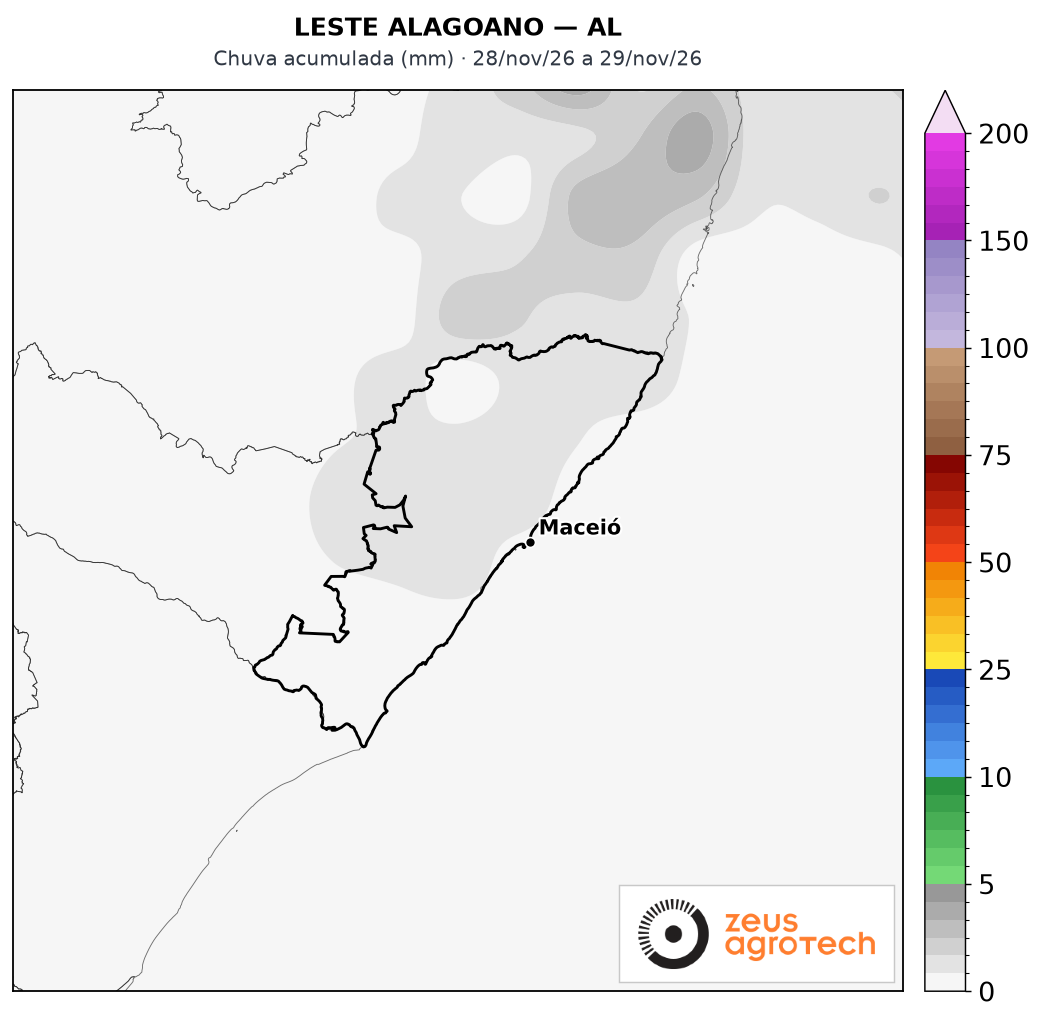 LESTE ALAGOANO — AL
Chuva acumulada (mm) · 28/nov/26 a 29/nov/26
200
150
100
75
50
25
10
5
0
Maceió
zeus
agrotech